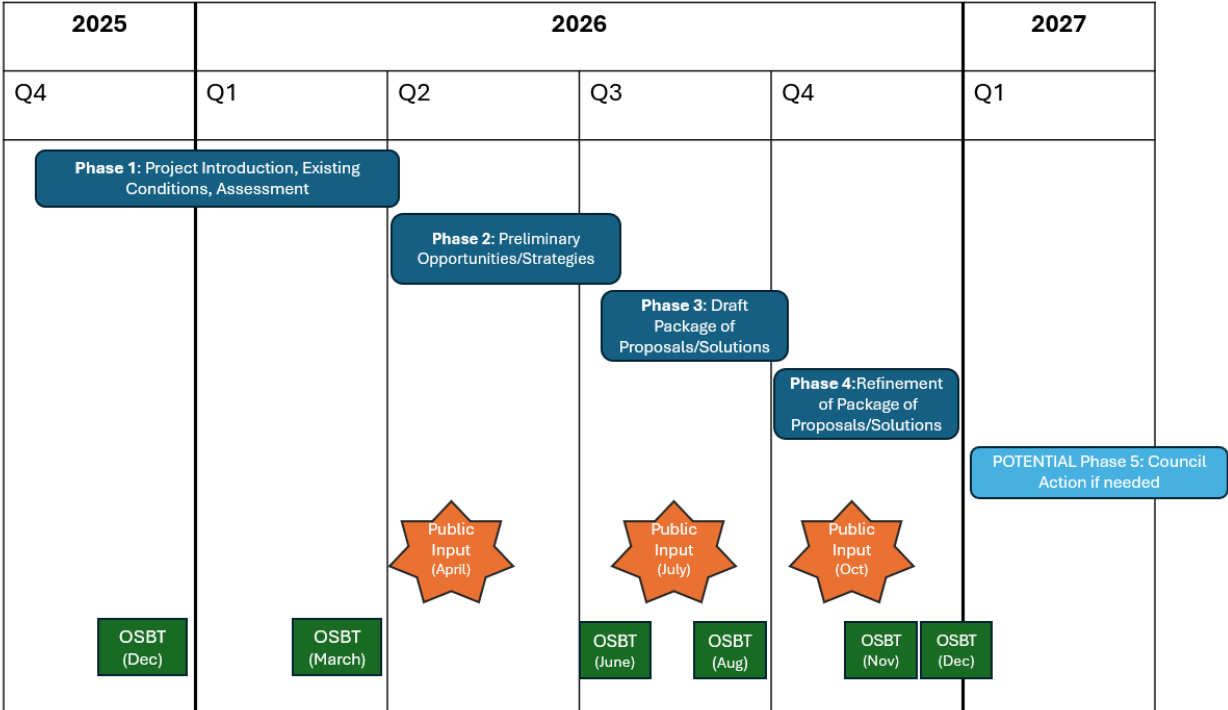 2025
2026
2027
Q4
Q1
Q2
Q3
Q4
Q1
Phase 1: Project Introduction, Existing
Conditions, Assessment
Phase 2: Preliminary
Opportunities/Strategies
Phase 3: Draft
Package of
Proposals/Solutions
Phase 4:Refinement
of Package of
Proposals/Solutions
POTENTIAL Phase 5: Council
Action if needed
Public
Input
(April)
Public
Input
(July)
Public
Input
(Oct)
OSBT
(Dec)
OSBT
(March)
OSBT
(June)
OSBT
(Aug)
OSBT
(Nov)
OSBT
(Dec)